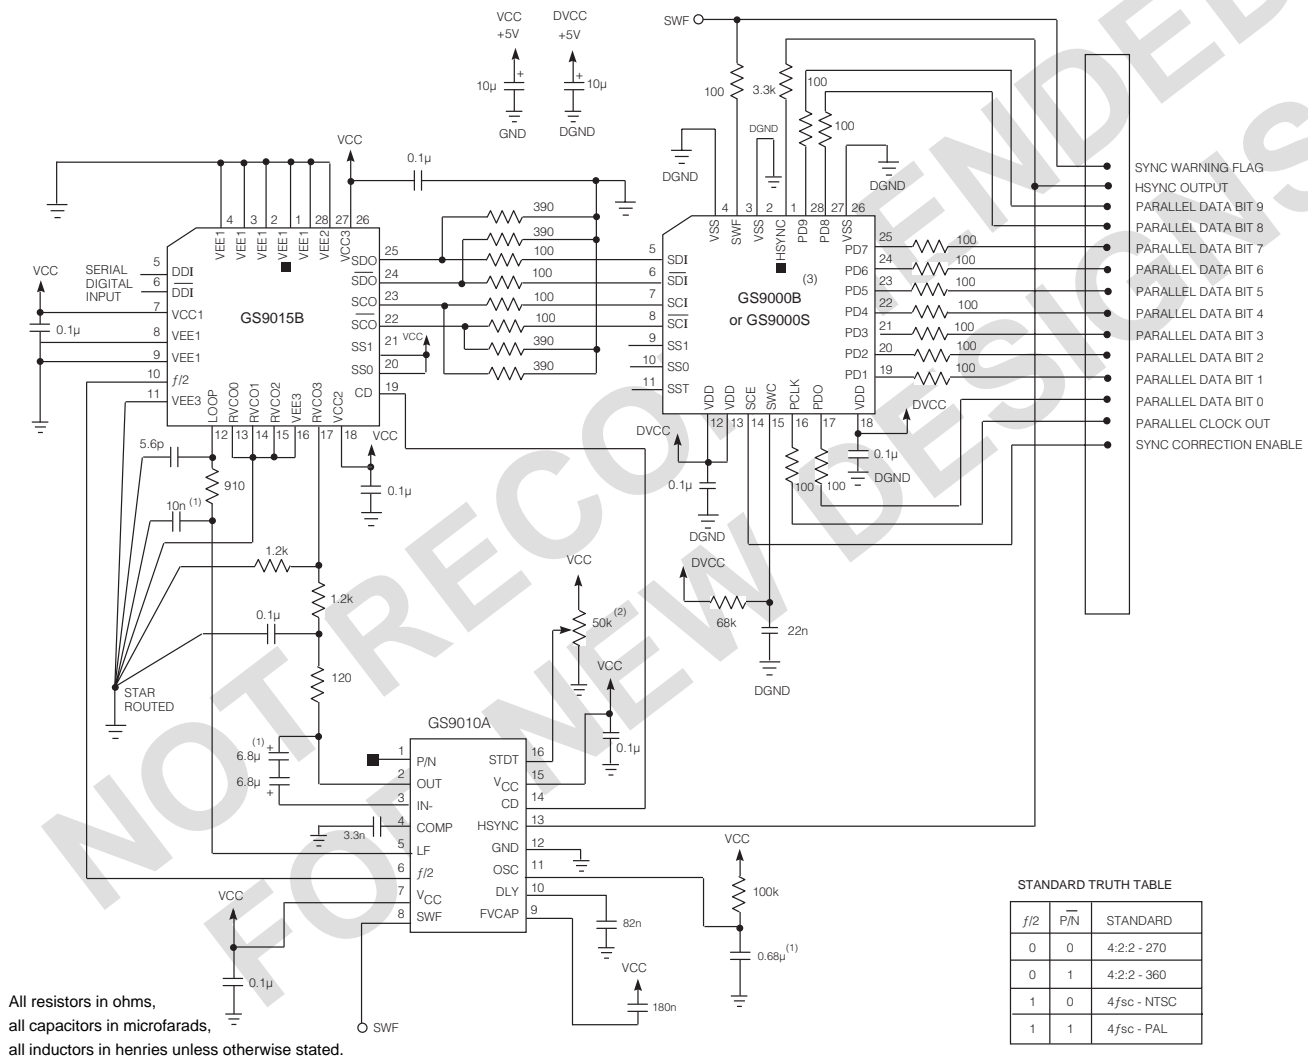 NOT RECO
ENDED
FOR NEW DESIGNS
VCC
+5V
DVCC
+5V
10µ
+
10µ
+
GND
DGND
SWF
100
3.3k
100
100
DGND
DGND
DGND
VCC
0.1µ
4 3 2 1 28 27 26
VEE1 VEE1 VEE1 VEE1 VEE1 VEE2 VCC3
SERIAL
DIGITAL
INPUT
5 DDI
6 DDI
7 VCC1
8 VEE1
9 VEE1
10 ƒ/2
11 VEE3
VCC
0.1µ
GS9015B
SDO 25
SDO 24
SCO 23
SCO 22
SS1 21
SS0 20
CD 19
VCC
LOOP RVCO0 RVCO1 RVCO2 VEE3 RVCO3 VCC2
12 13 14 15 16 17 18
VCC
0.1µ
390
390
100
100
100
100
390
390
4 3 2 1 28 27 26
VSS SWF VSS HSYNC PD9 PD8 VSS
5 SDI
6 SDI
7 SCI
8 SCI
9 SS1
10 SS0
11 SST
(3)
GS9000B
or GS9000S
PD7 25 100
PD6 24 100
PD5 23 100
PD4 22 100
PD3 21 100
PD2 20 100
PD1 19 100
VDD VDD SCE SWC PCLK PDO VDD
12 13 14 15 16 17 18
DVCC
0.1µ
DGND
100
100
DVCC
0.1µ
DGND
SYNC WARNING FLAG
HSYNC OUTPUT
PARALLEL DATA BIT 9
PARALLEL DATA BIT 8
PARALLEL DATA BIT 7
PARALLEL DATA BIT 6
PARALLEL DATA BIT 5
PARALLEL DATA BIT 4
PARALLEL DATA BIT 3
PARALLEL DATA BIT 2
PARALLEL DATA BIT 1
PARALLEL DATA BIT 0
PARALLEL CLOCK OUT
SYNC CORRECTION ENABLE
5.6p
910
10n (1)
1.2k
1.2k
0.1µ
120
STAR
ROUTED
VCC
50k (2)
VCC
0.1µ
DVCC
68k
22n
DGND
GS9010A
(1)
6.8µ
+
6.8µ
+
3.3n
1 P/N
2 OUT
3 IN-
4 COMP
5 LF
6 ƒ/2
7 VCC
8 SWF
STDT 16
VCC 15
CD 14
HSYNC 13
GND 12
OSC 11
DLY 10
FVCAP 9
VCC
0.1µ
SWF
82n
VCC
180n
VCC
100k
0.68µ (1)
STANDARD TRUTH TABLE
ƒ/2 P/N STANDARD
0 0 4:2:2 - 270
0 1 4:2:2 - 360
1 0 4ƒsc - NTSC
1 1 4ƒsc - PAL
All resistors in ohms,
all capacitors in microfarads,
all inductors in henries unless otherwise stated.